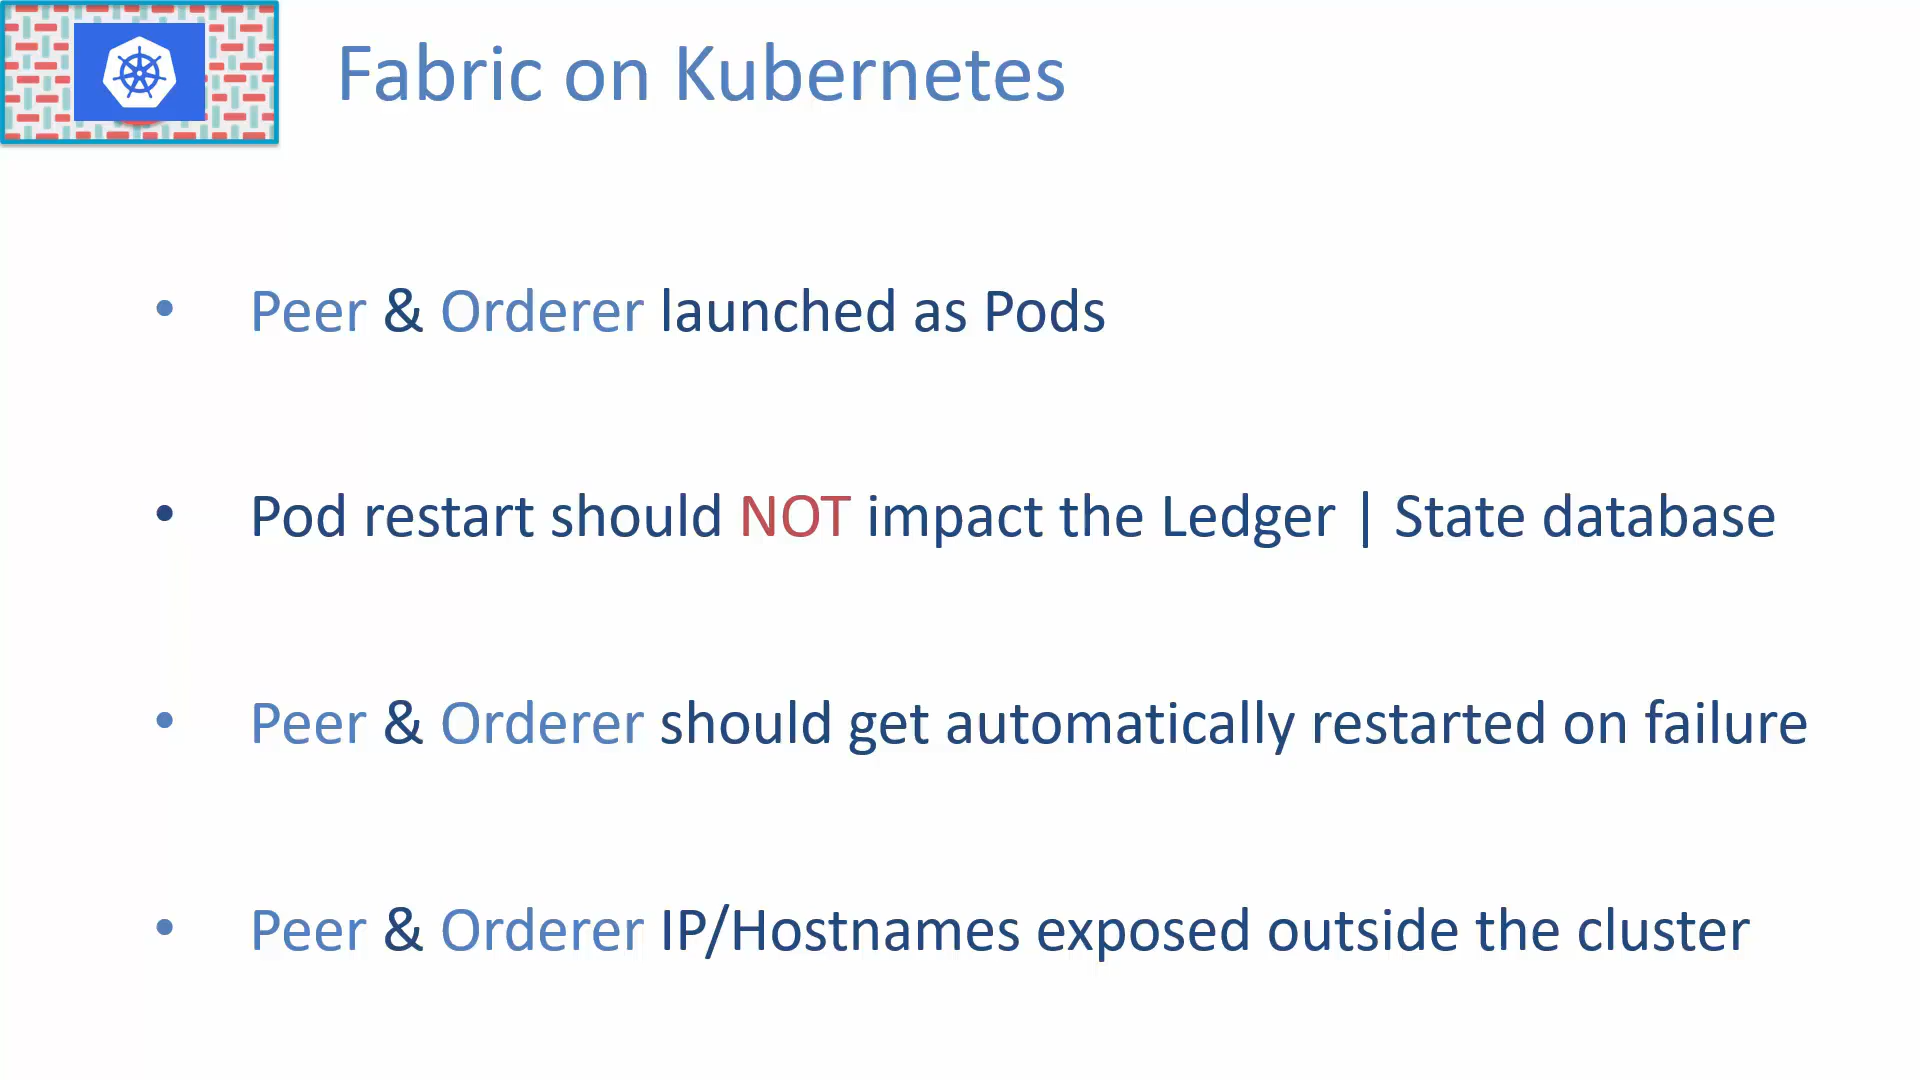 Fabric on Kubernetes
• Peer & Orderer launched as Pods
• Pod restart should NOT impact the Ledger | State database
• Peer & Orderer should get automatically restarted on failure
• Peer & Orderer IP/Hostnames exposed outside the cluster